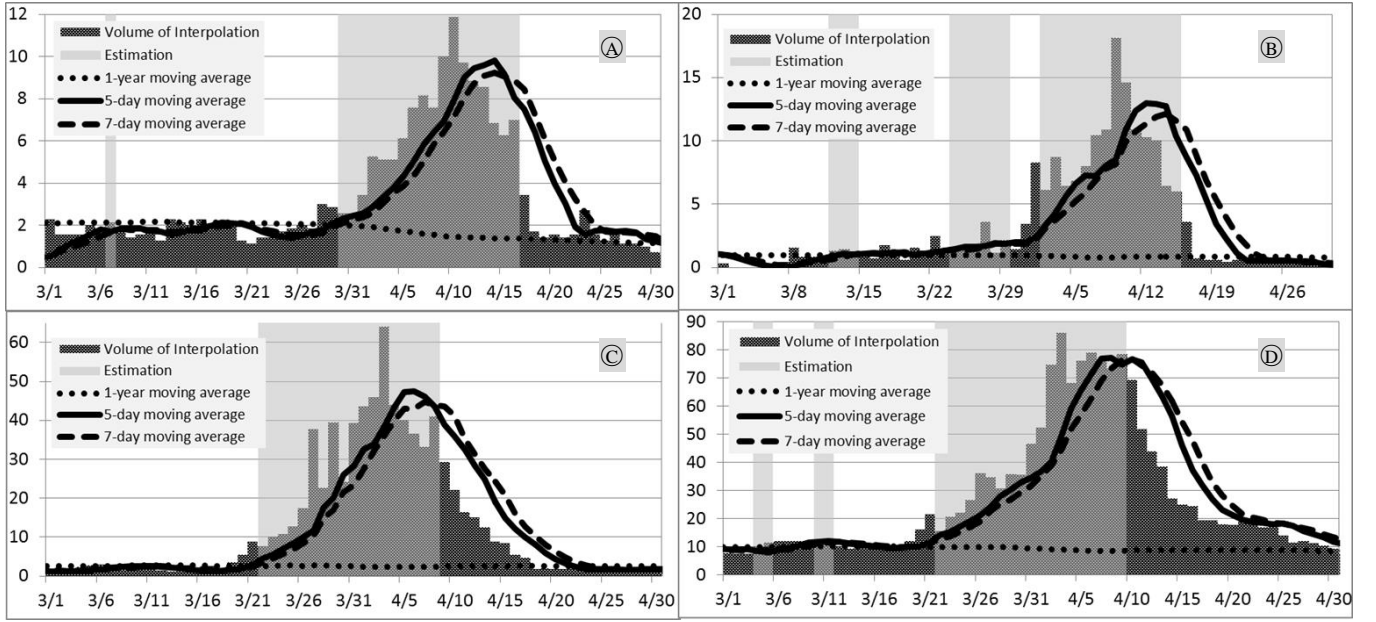 12
10
8
6
4
2
0
Volume of Interpolation
Estimation
1-year moving average
5-day moving average
7-day moving average
Ⓐ
3/1 3/6 3/11 3/16 3/21 3/26 3/31 4/5 4/10 4/15 4/20 4/25 4/30
20
15
10
5
0
Volume of Interpolation
Estimation
1-year moving average
5-day moving average
7-day moving average
Ⓑ
3/1 3/8 3/15 3/22 3/29 4/5 4/12 4/19 4/26
60
50
40
30
20
10
0
Volume of Interpolation
Estimation
1-year moving average
5-day moving average
7-day moving average
Ⓒ
3/1 3/6 3/11 3/16 3/21 3/26 3/31 4/5 4/10 4/15 4/20 4/25 4/30
90
80
70
60
50
40
30
20
10
0
Volume of Interpolation
Estimation
1-year moving average
5-day moving average
7-day moving average
Ⓓ
3/1 3/6 3/11 3/16 3/21 3/26 3/31 4/5 4/10 4/15 4/20 4/25 4/30